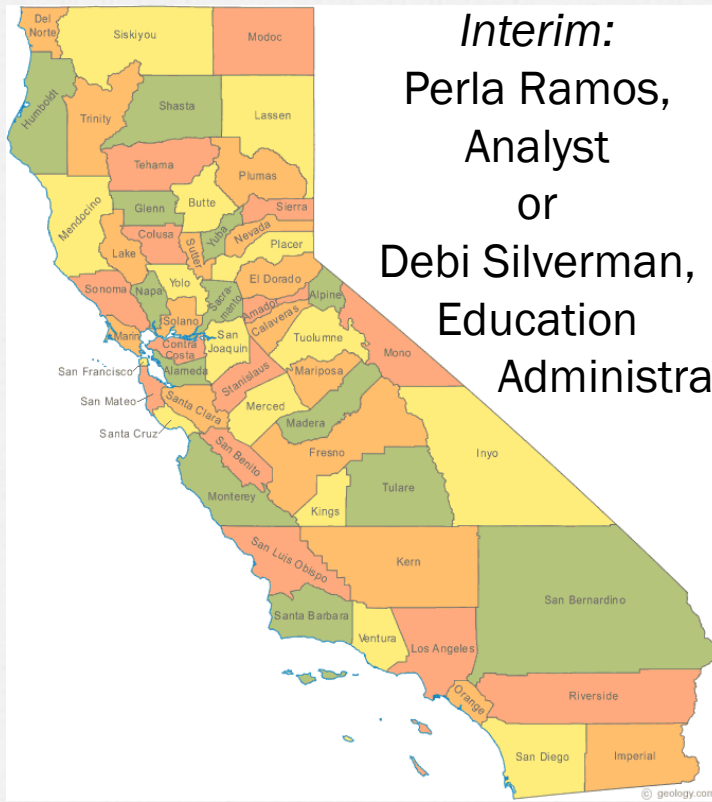 Interim:
Perla Ramos,
Analyst
or
Debi Silverman,
Education
Administra
Del
Norte
Siskiyou
Modoc
Humboldt
Trinity
Shasta
Lassen
Tehama
Plumas
Mendocino
Glenn
Butte
Sierra
Colusa
Yuba
Nevada
Lake
Sutter
Placer
Sonoma
Napa
Yolo
Sacra-
mento
El Dorado
Alpine
Amador
Marin
Solano
Calaveras
Contra
Costa
San
Joaquin
Tuolumne
Mono
San Francisco
Alameda
Stanislaus
Mariposa
San Mateo
Santa Clara
Merced
Santa Cruz
Madera
San Benito
Fresno
Inyo
Monterey
Kings
Tulare
San Luis Obispo
Kern
San Bernardino
Santa Barbara
Ventura
Los Angeles
Orange
Riverside
San Diego
Imperial
© geology.com